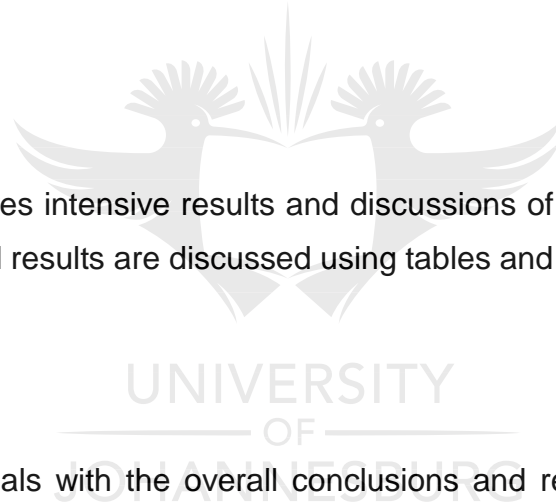 es intensive results and discussions of
results are discussed using tables and
UNIVERSITY
OF
als with the overall conclusions and re
JOHANNESBURG